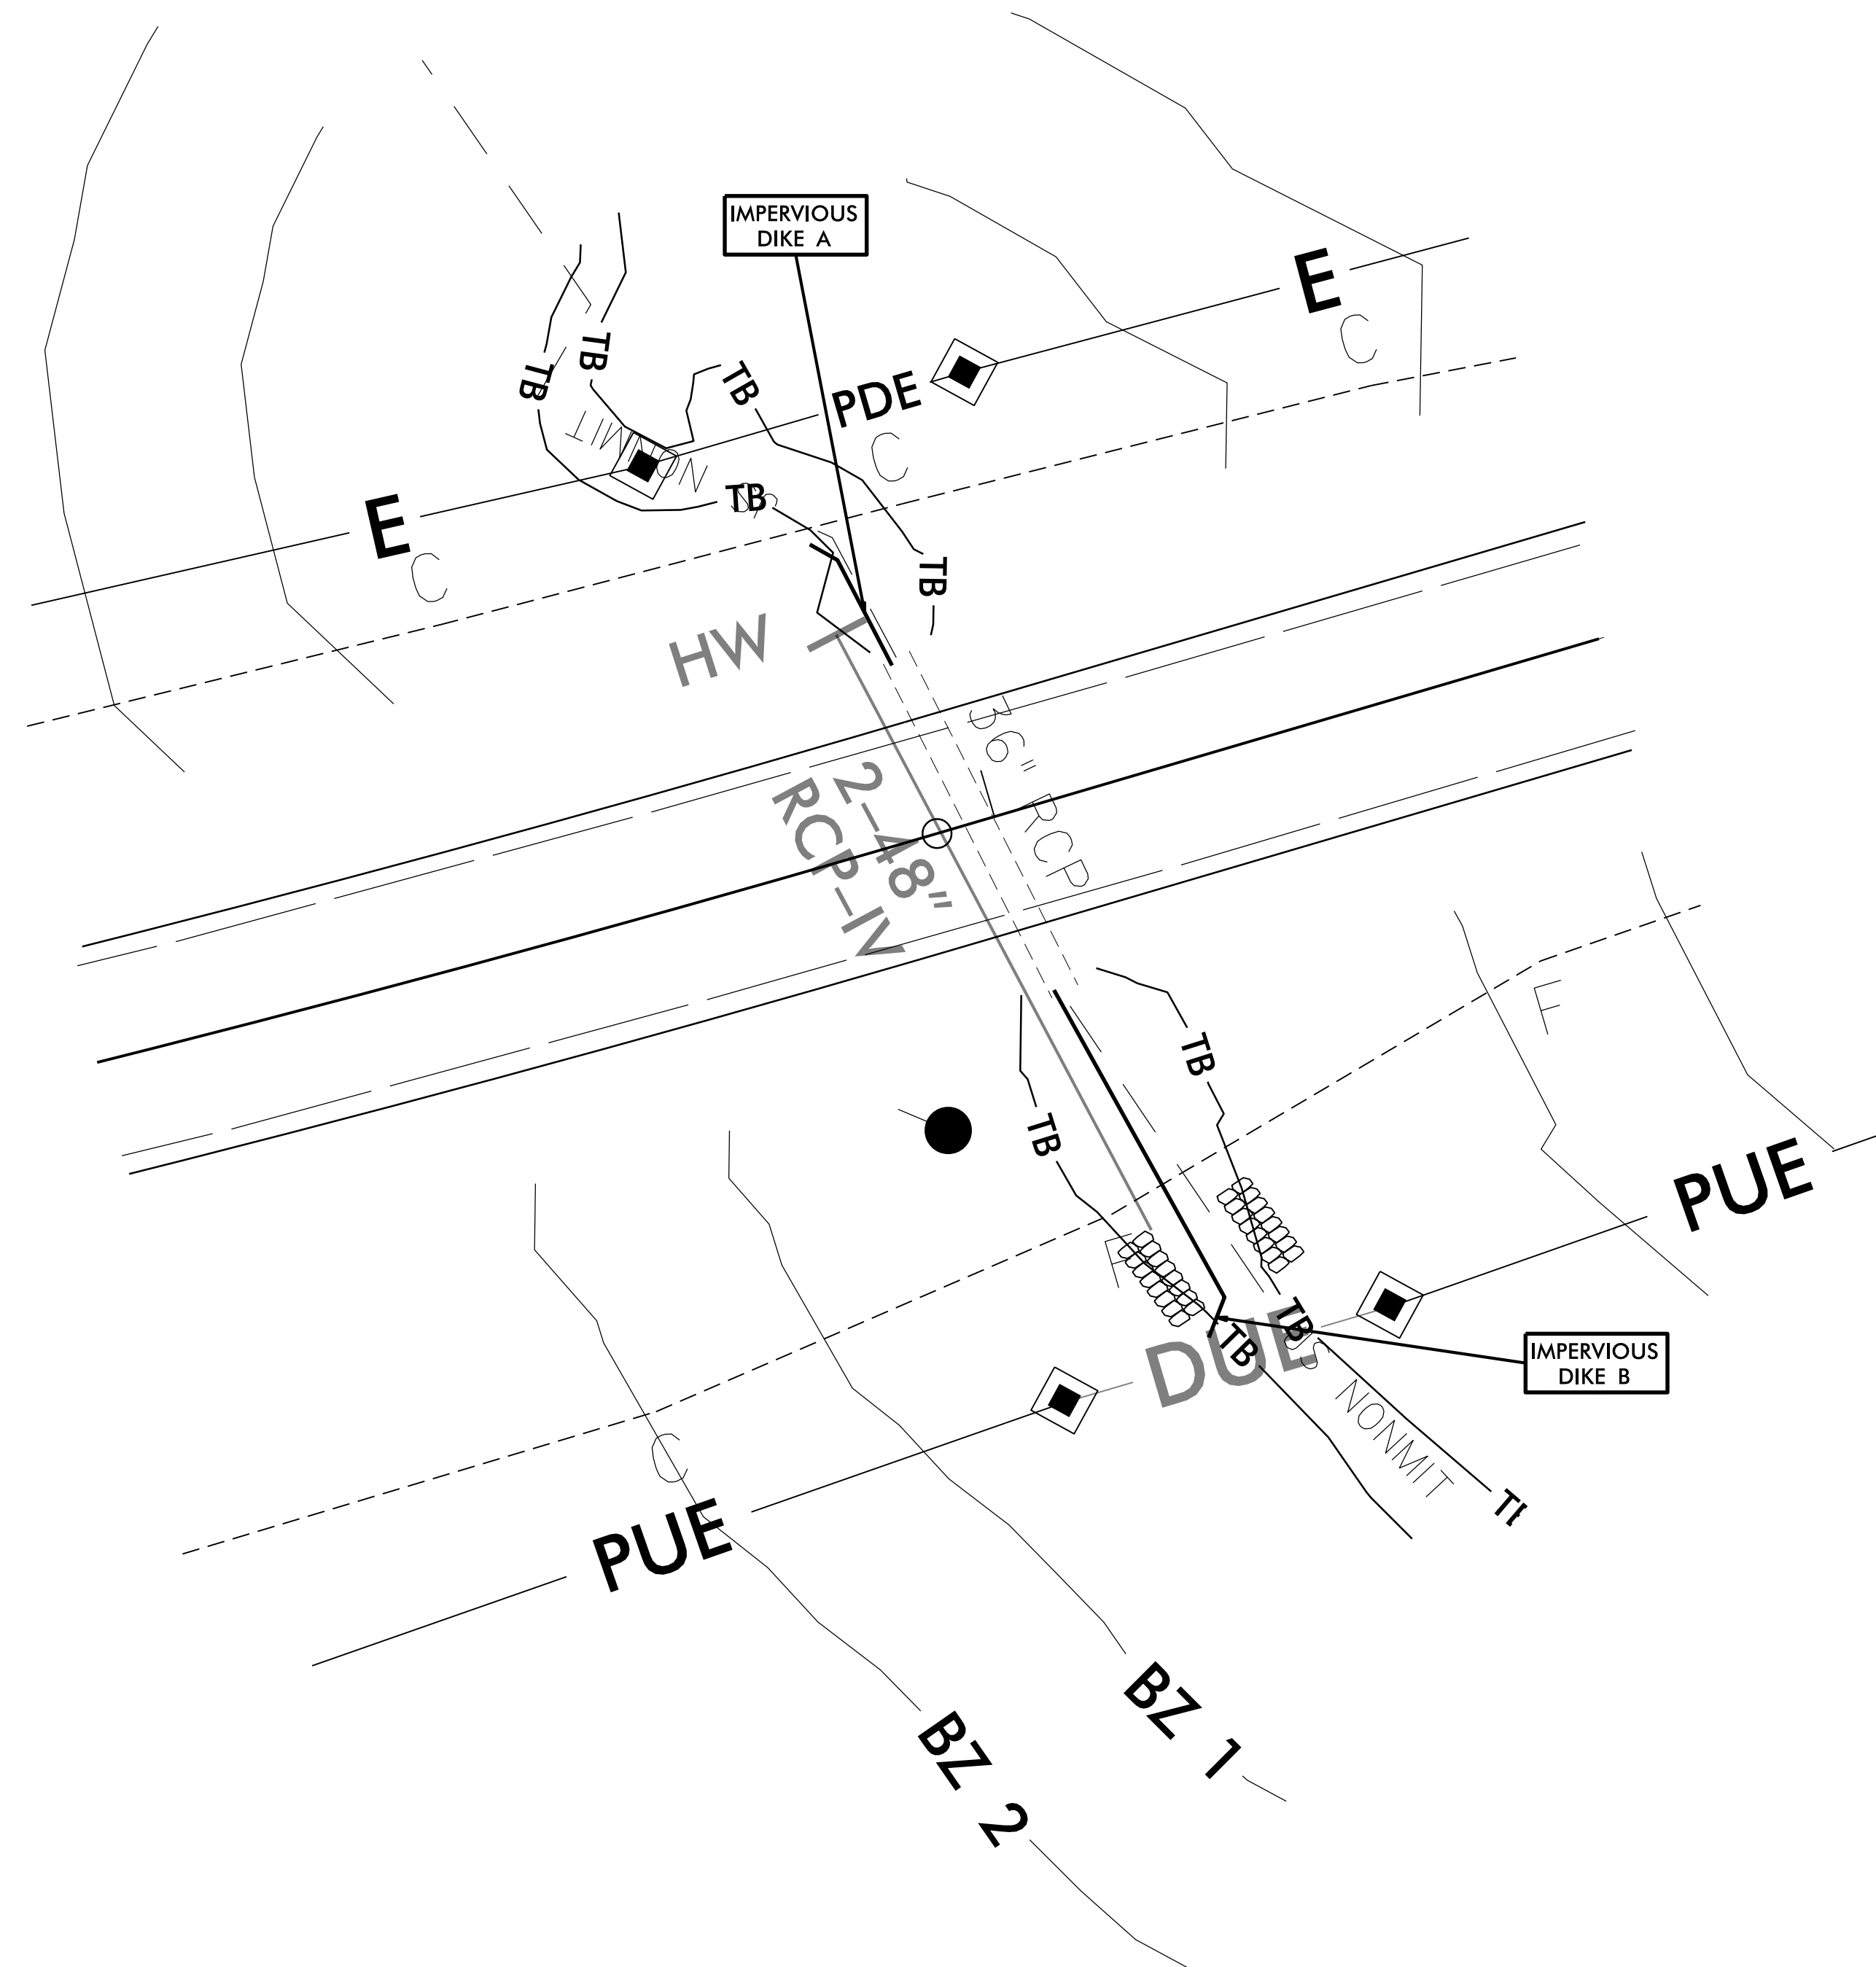 IMPERVIOUS
DIKE A
E
C
TB
TB
TB
PDE
C
TB
E
C
TB
HW
36" RCP
2-48"
RCP-IV
TB
F
TB
PUE
F
TB
TB
DUE
IMPERVIOUS
DIKE B
C
PUE
BZ 1
BZ 2